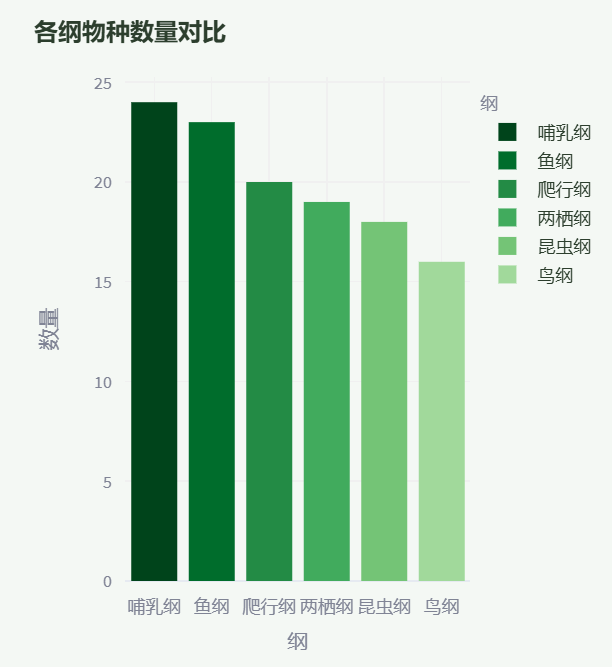 各纲物种数量对比
25
20
15
10
5
0
数量
哺乳纲 鱼纲 爬行纲 两栖纲 昆虫纲 鸟纲
纲
纲
哺乳纲
鱼纲
爬行纲
两栖纲
昆虫纲
鸟纲